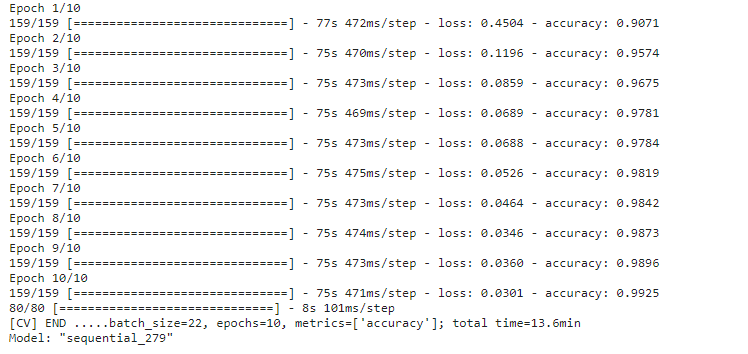 Epoch 1/10
159/159 [==============================] - 77s 472ms/step - loss: 0.4504 - accuracy: 0.9071
Epoch 2/10
159/159 [==============================] - 75s 470ms/step - loss: 0.1196 - accuracy: 0.9574
Epoch 3/10
159/159 [==============================] - 75s 473ms/step - loss: 0.0859 - accuracy: 0.9675
Epoch 4/10
159/159 [==============================] - 75s 469ms/step - loss: 0.0689 - accuracy: 0.9781
Epoch 5/10
159/159 [==============================] - 75s 473ms/step - loss: 0.0688 - accuracy: 0.9784
Epoch 6/10
159/159 [==============================] - 75s 475ms/step - loss: 0.0526 - accuracy: 0.9819
Epoch 7/10
159/159 [==============================] - 75s 473ms/step - loss: 0.0464 - accuracy: 0.9842
Epoch 8/10
159/159 [==============================] - 75s 474ms/step - loss: 0.0346 - accuracy: 0.9873
Epoch 9/10
159/159 [==============================] - 75s 473ms/step - loss: 0.0360 - accuracy: 0.9896
Epoch 10/10
159/159 [==============================] - 75s 471ms/step - loss: 0.0301 - accuracy: 0.9925
80/80 [==============================] - 8s 101ms/step
[CV] END .....batch_size=22, epochs=10, metrics=['accuracy']; total time=13.6min
Model: "sequential_279"